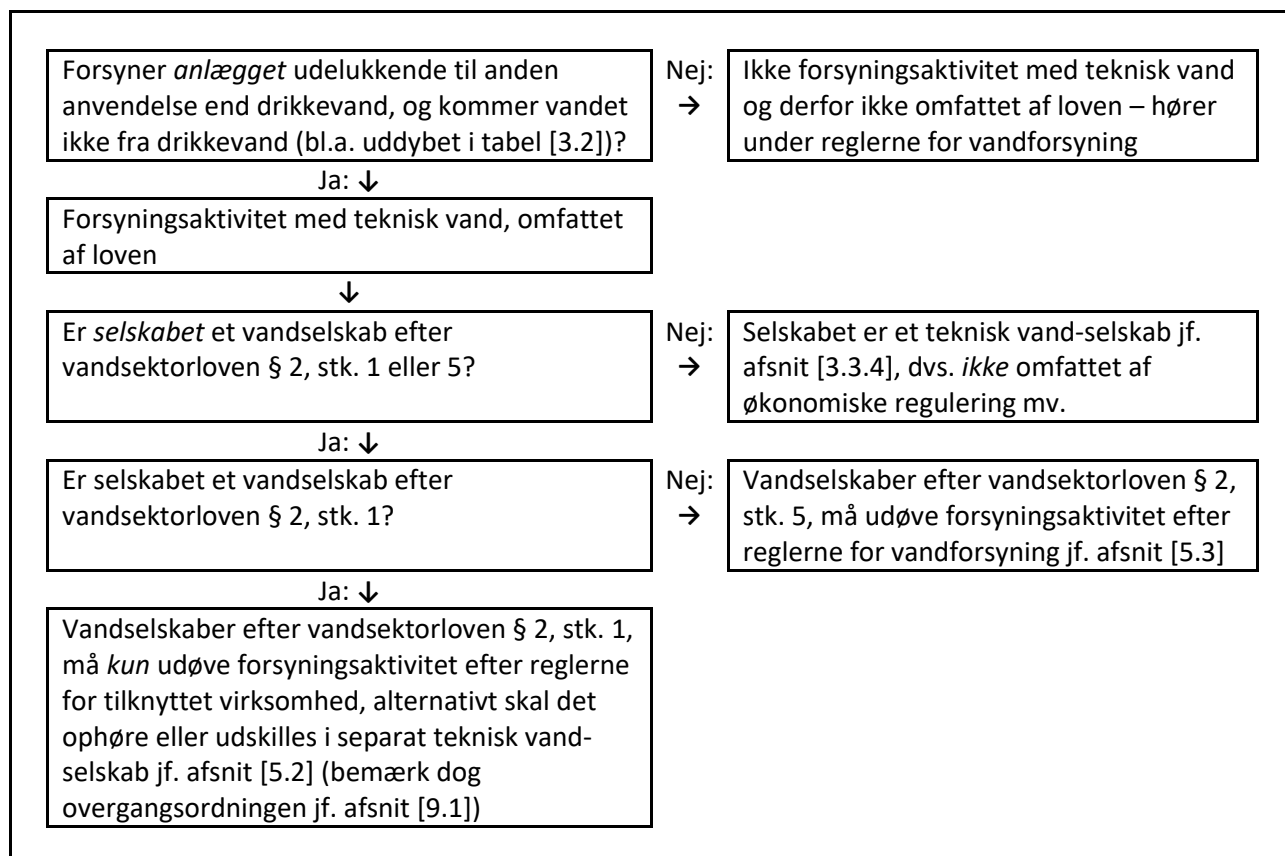 Forsyner anlægget udelukkende til anden
anvendelse end drikkevand, og kommer vandet
ikke fra drikkevand (bl.a. uddybet i tabel [3.2])?
Nej:
→
Ikke forsyningsaktivitet med teknisk vand
og derfor ikke omfattet af loven – hører
under reglerne for vandforsyning
Ja: ↓
Forsyningsaktivitet med teknisk vand, omfattet
af loven
↓
Er selskabet et vandselskab efter
vandsektorloven § 2, stk. 1 eller 5?
Nej:
→
Selskabet er et teknisk vand-selskab jf.
afsnit [3.3.4], dvs. ikke omfattet af
økonomiske regulering mv.
Ja: ↓
Er selskabet et vandselskab efter
vandsektorloven § 2, stk. 1?
Nej:
→
Vandselskaber efter vandsektorloven § 2,
stk. 5, må udøve forsyningsaktivitet efter
reglerne for vandforsyning jf. afsnit [5.3]
Ja: ↓
Vandselskaber efter vandsektorloven § 2, stk. 1,
må kun udøve forsyningsaktivitet efter reglerne
for tilknyttet virksomhed, alternativt skal det
ophøre eller udskilles i separat teknisk vand-
selskab jf. afsnit [5.2] (bemærk dog
overgangsordningen jf. afsnit [9.1])